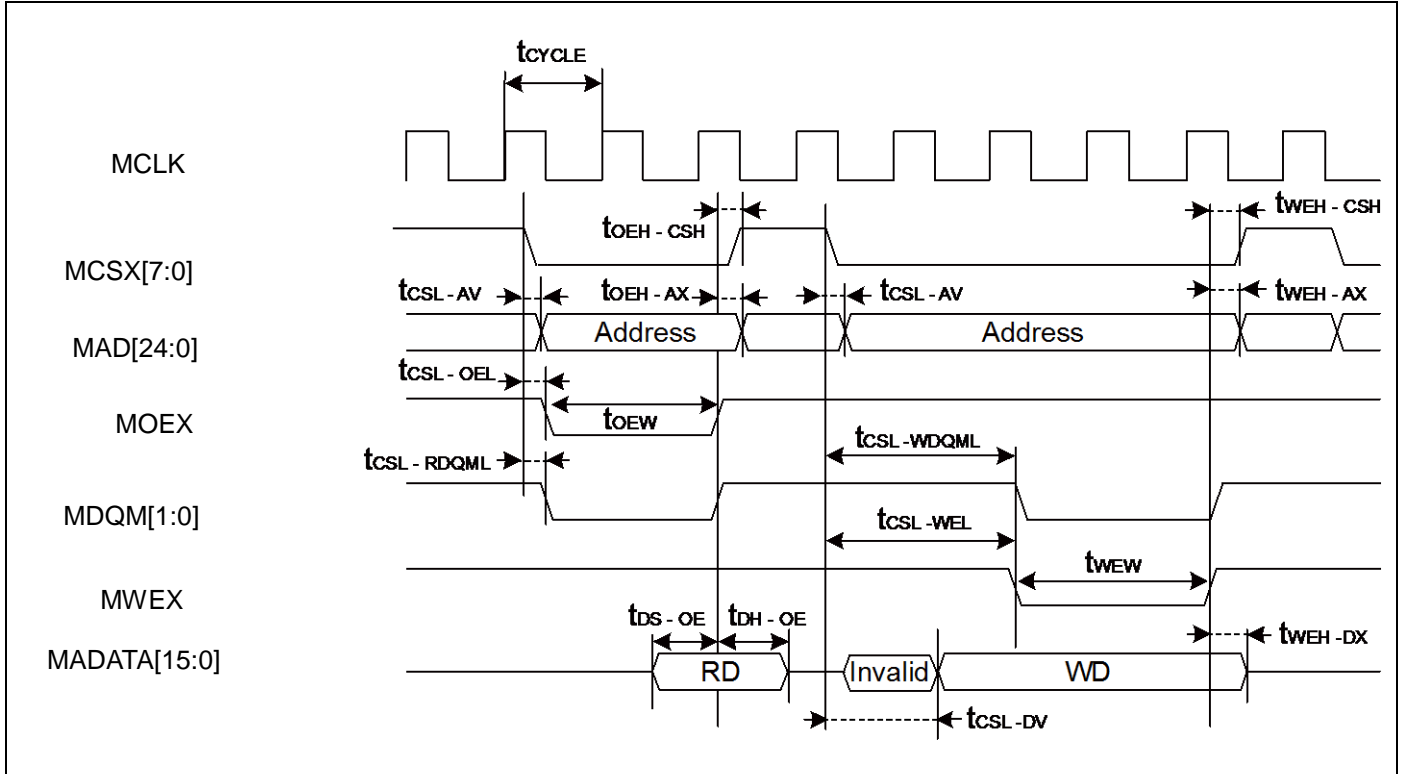 tCYCLE
MCLK
tOEH - CSH
tWEH - CSH
MCSX[7:0]
tCSL - AV
tOEH - AX
tCSL - AV
tWEH - AX
MAD[24:0]
Address
Address
tCSL - OEL
MOEX
tOEW
tCSL -WDQML
tCSL - RDQML
MDQM[1:0]
tCSL -WEL
tWEW
MWEX
tDS - OE
tDH - OE
tWEH -DX
MADATA[15:0]
RD
Invalid
WD
tCSL -DV